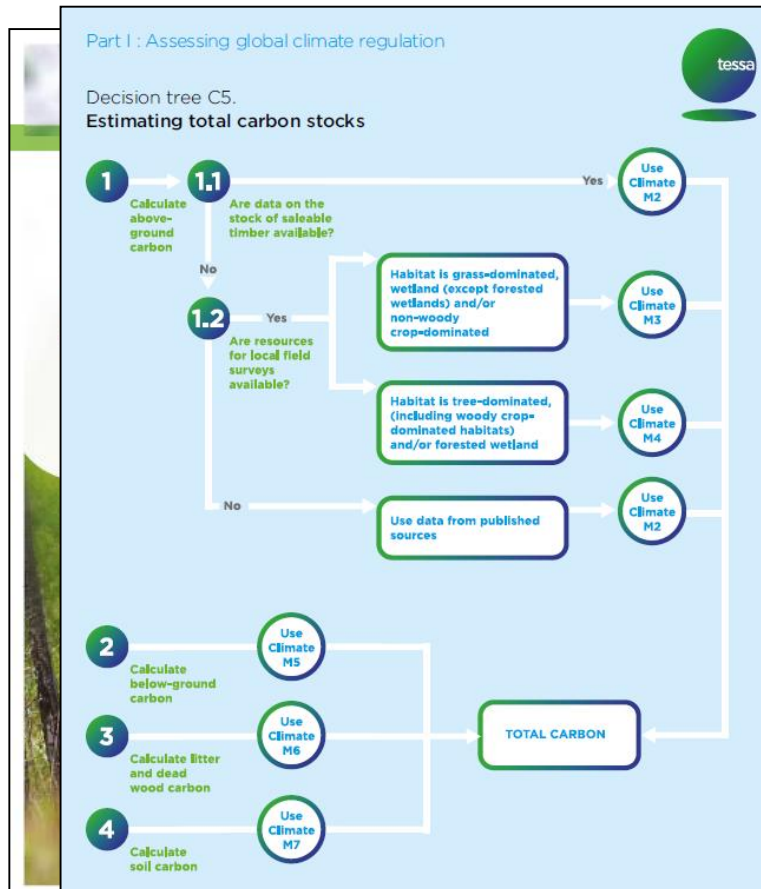 Part I : Assessing global climate regulation
tessa
Decision tree C5.
Estimating total carbon stocks
1
Calculate
above-
ground
carbon
1.1
Are data on the
stock of saleable
timber available?
Yes
Use
Climate
M2
No
1.2
Are resources
for local field
surveys
available?
Yes
Habitat is grass-dominated,
wetland (except forested
wetlands) and/or
non-woody
crop-dominated
Use
Climate
M3
Habitat is tree-dominated,
(including woody crop-
dominated habitats)
and/or forested wetland
Use
Climate
M4
No
Use data from published
sources
Use
Climate
M2
2
Calculate
below-ground
carbon
Use
Climate
M5
3
Calculate litter
and dead
wood carbon
Use
Climate
M6
4
Calculate
soil carbon
Use
Climate
M7
TOTAL CARBON